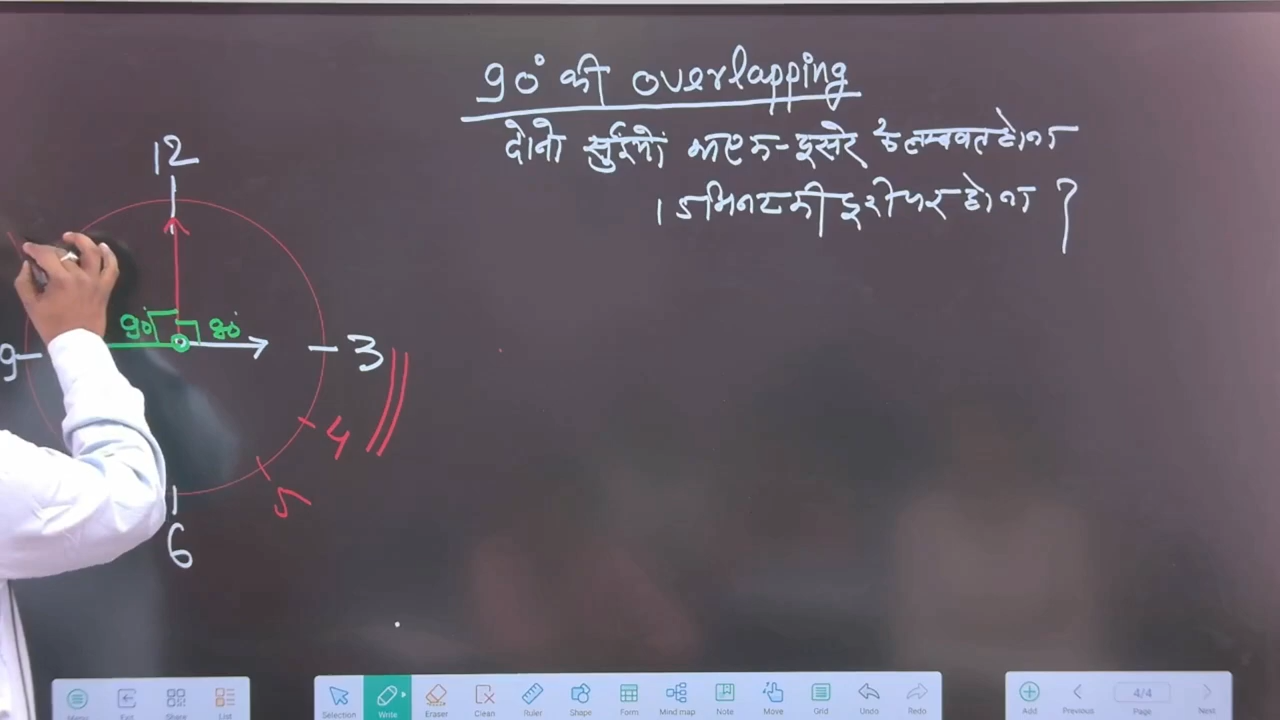 90° की overlapping
दोनो सुईयों का एक-दूसरे के लम्बवत होना
15 मिनट की दूरी पर होना ?
12
90° 90°
9 3
4
5
6
Menu Exit Share List Selection Write Eraser Clean Ruler Shape Form Mind map Note Move Grid Undo Redo Add Previous 4/4 Page Next